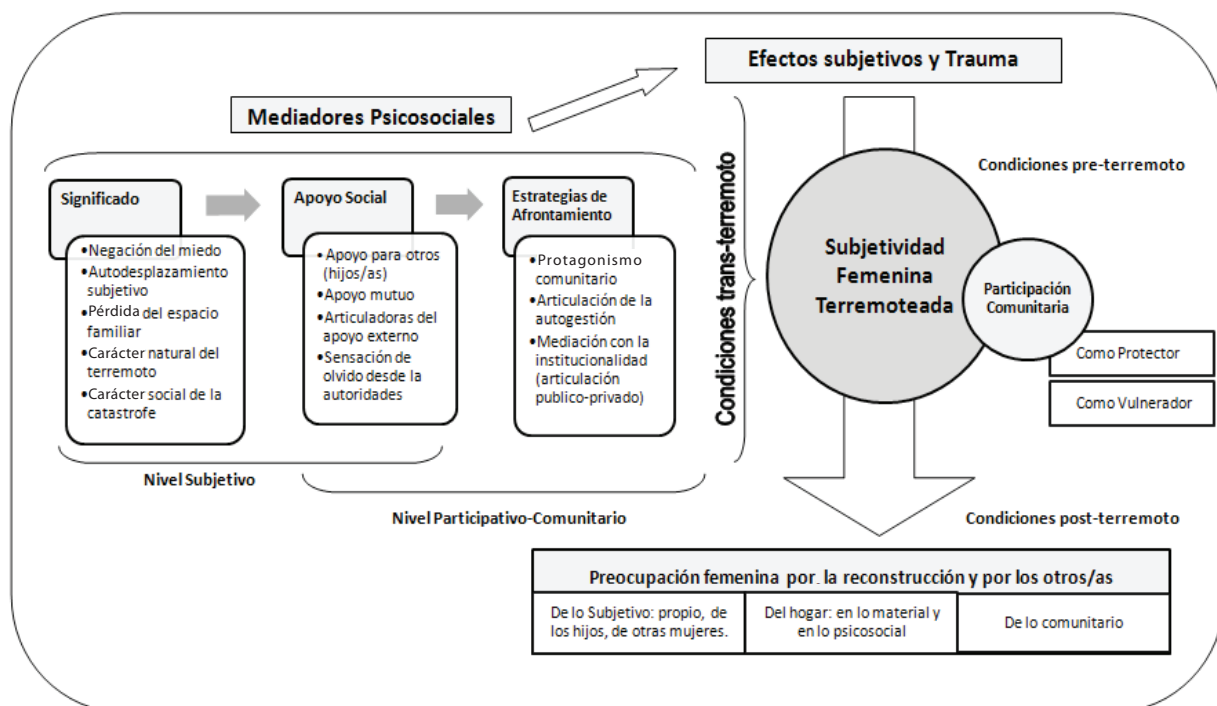 Efectos subjetivos y Trauma
Mediadores Psicosociales
Condiciones pre-terremoto
Significado
•Negación del miedo
•Autodesplazamiento
subjetivo
•Pérdida del espacio
familiar
•Carácter natural del
terremoto
•Carácter social de la
catastrofe
Apoyo Social
•Apoyo para otros
(hijos/as)
•Apoyo mutuo
•Articuladoras del
apoyo externo
•Sensación de
olvido desde la
autoridades
Estrategias de
Afrontamiento
•Protagonismo
comunitario
•Articulación de la
autogestión
•Mediación con la
institucionalidad
(articulación
publico-privado)
Condiciones trans-terremoto
Subjetividad
Femenina
Terremoteada
Participación
Comunitaria
Como Protector
Como Vulnerador
Nivel Subjetivo
Nivel Participativo-Comunitario
Condiciones post-terremoto
Preocupación femenina por. la reconstrucción y por los otros/as
De lo Subjetivo: propio, de
los hijos, de otras mujeres.
Del hogar: en lo material y
en lo psicosocial
De lo comunitario